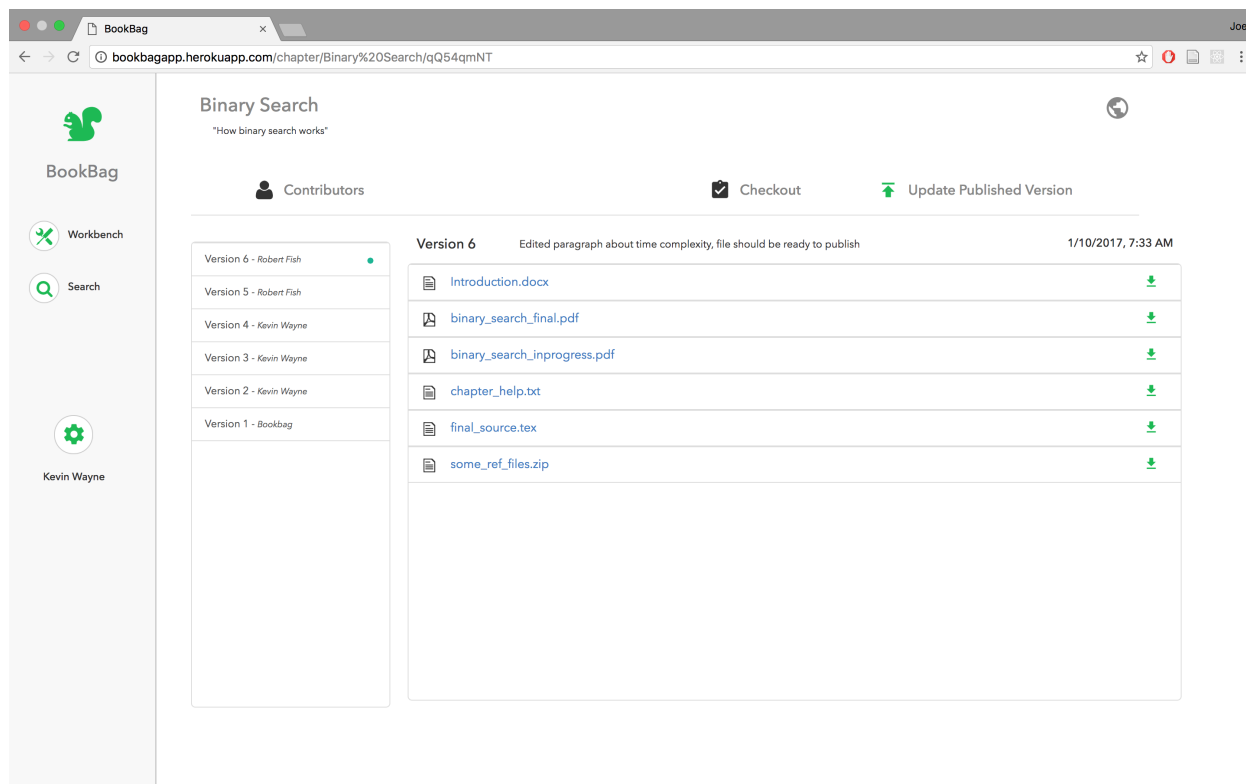 BookBag
Joe
bookbagapp.herokuapp.com/chapter/Binary%20Search/qQ54qmNT
BookBag
Workbench
Search
Kevin Wayne
Binary Search
"How binary search works"
Contributors
Checkout
Update Published Version
Version 6 - Robert Fish
Version 5 - Robert Fish
Version 4 - Kevin Wayne
Version 3 - Kevin Wayne
Version 2 - Kevin Wayne
Version 1 - Bookbag
Version 6 Edited paragraph about time complexity, file should be ready to publish 1/10/2017, 7:33 AM
Introduction.docx
binary_search_final.pdf
binary_search_inprogress.pdf
chapter_help.txt
final_source.tex
some_ref_files.zip